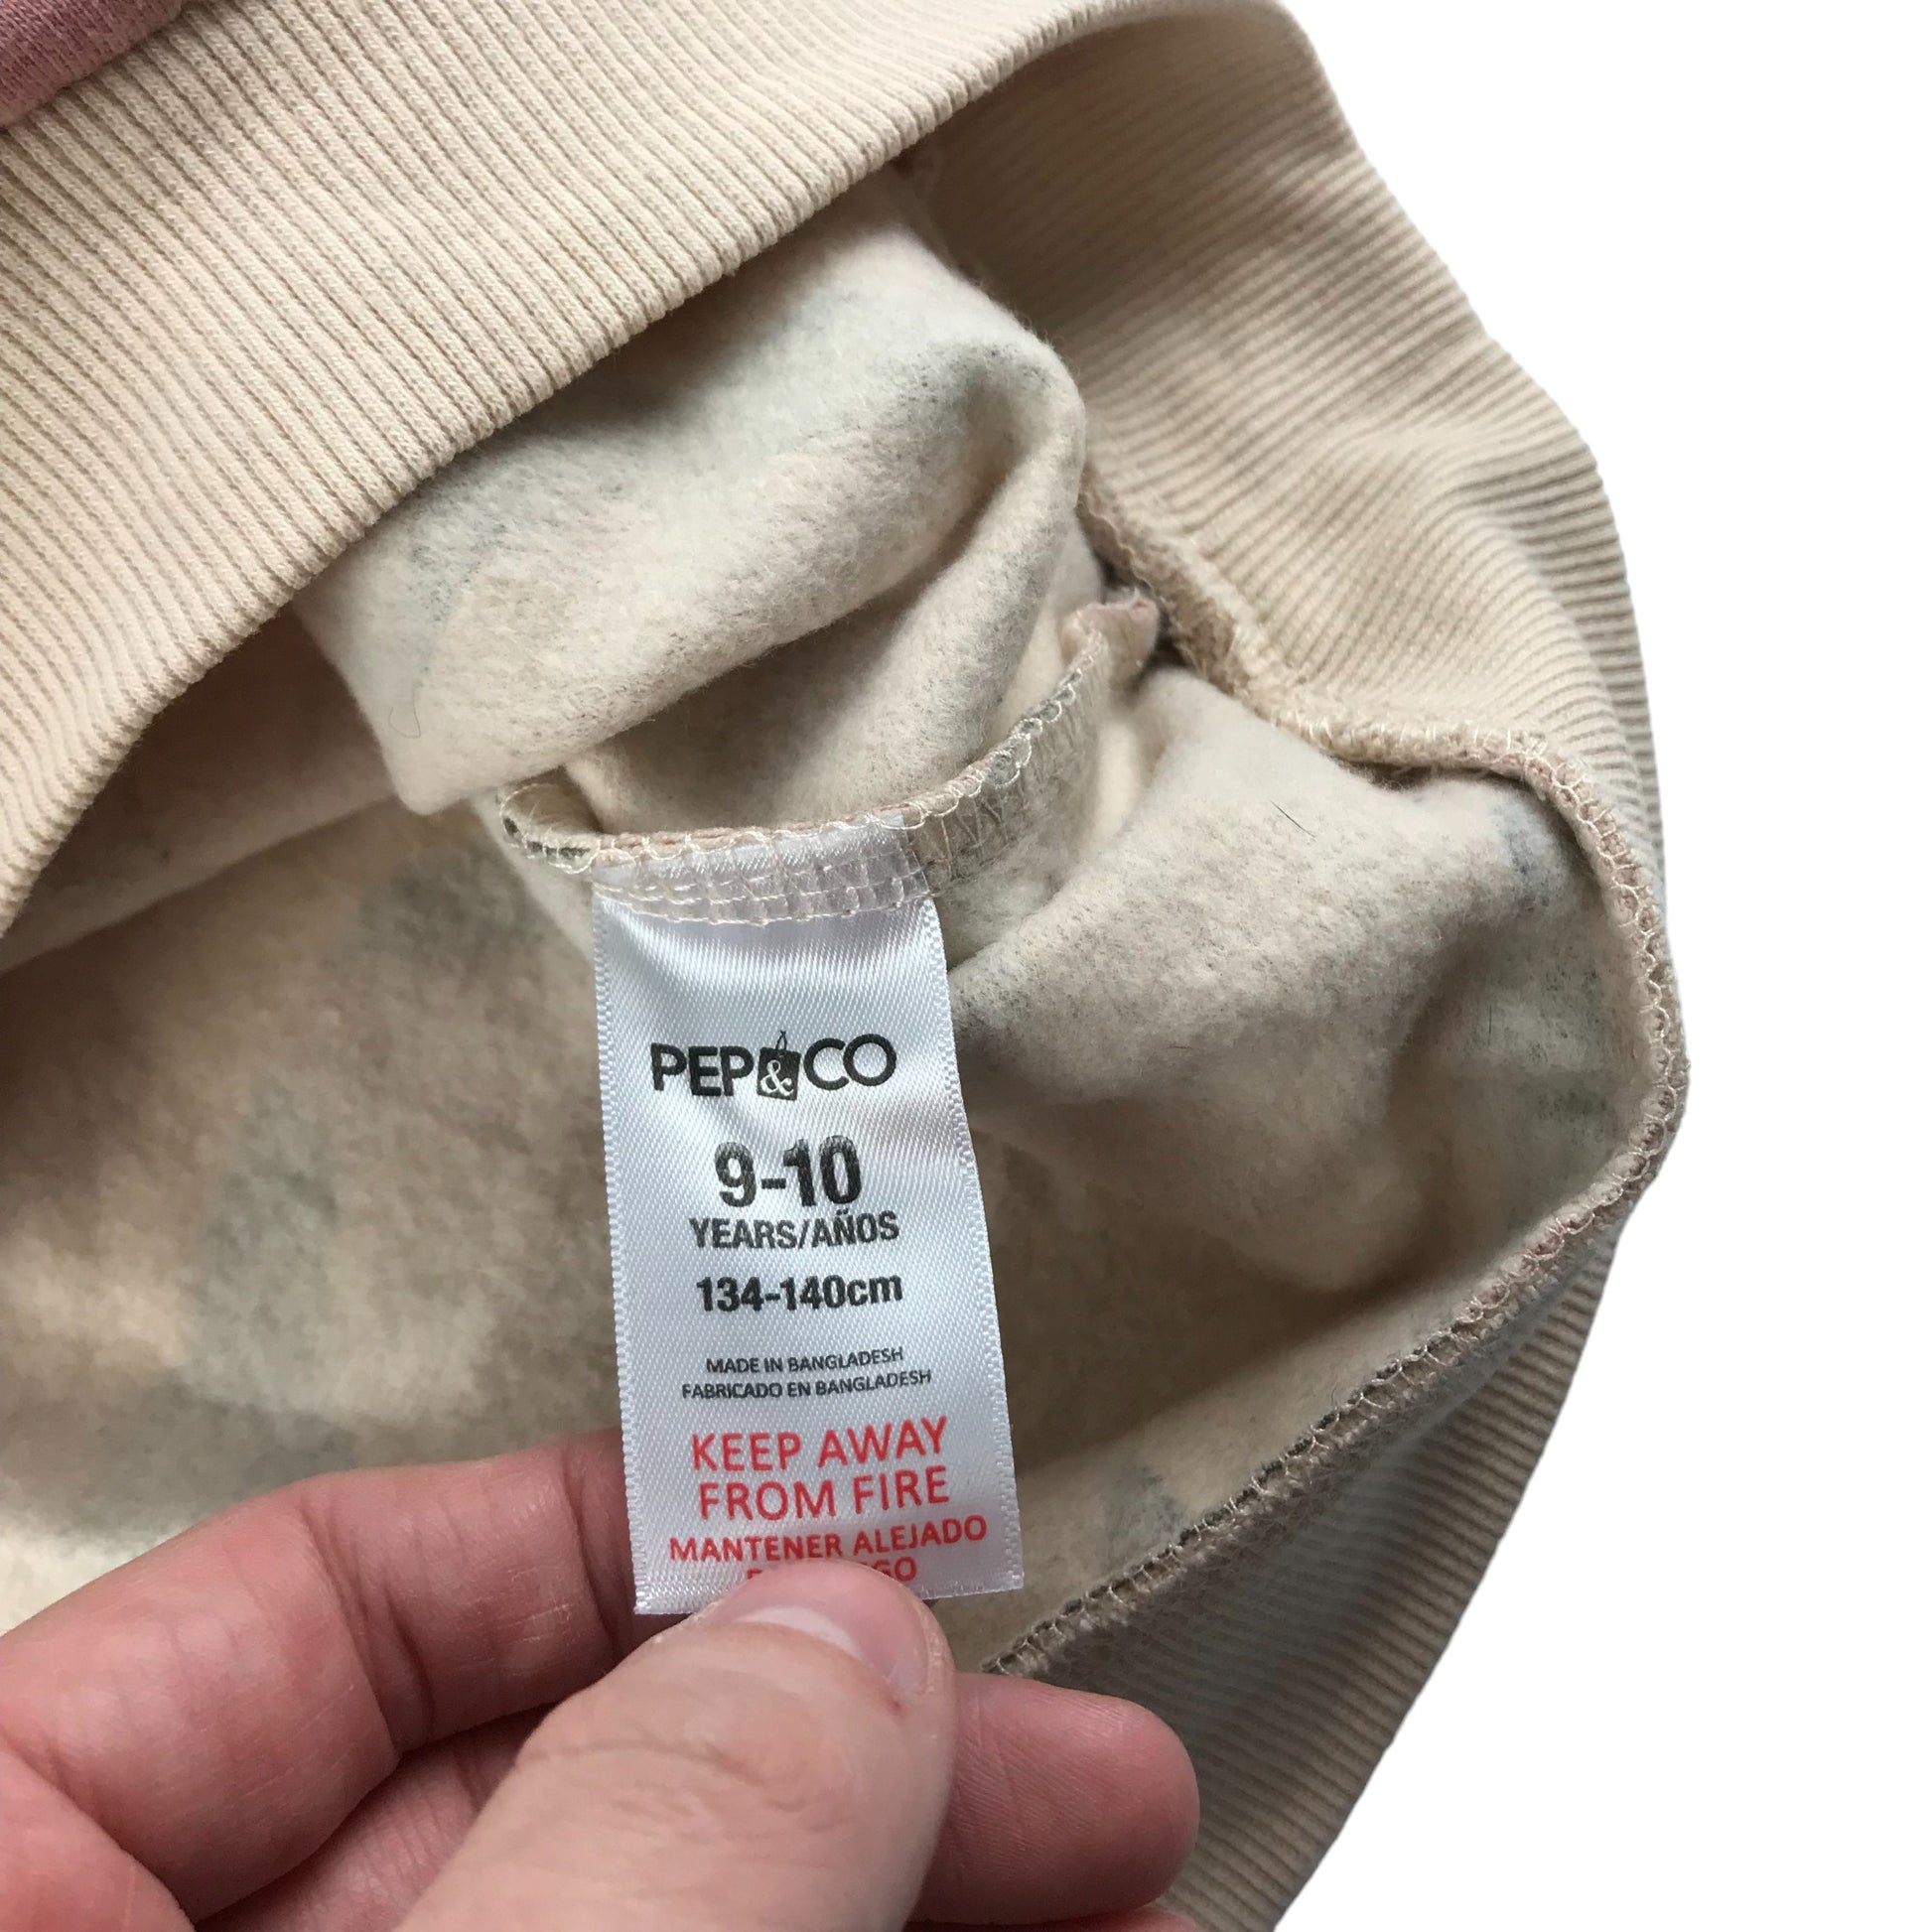 PEP&CO
9-10
YEARS/AÑOS
134-140cm
MADE IN BANGLADESH
FABRICADO EN BANGLADESH
KEEP AWAY
FROM FIRE
MANTENER ALEJADO